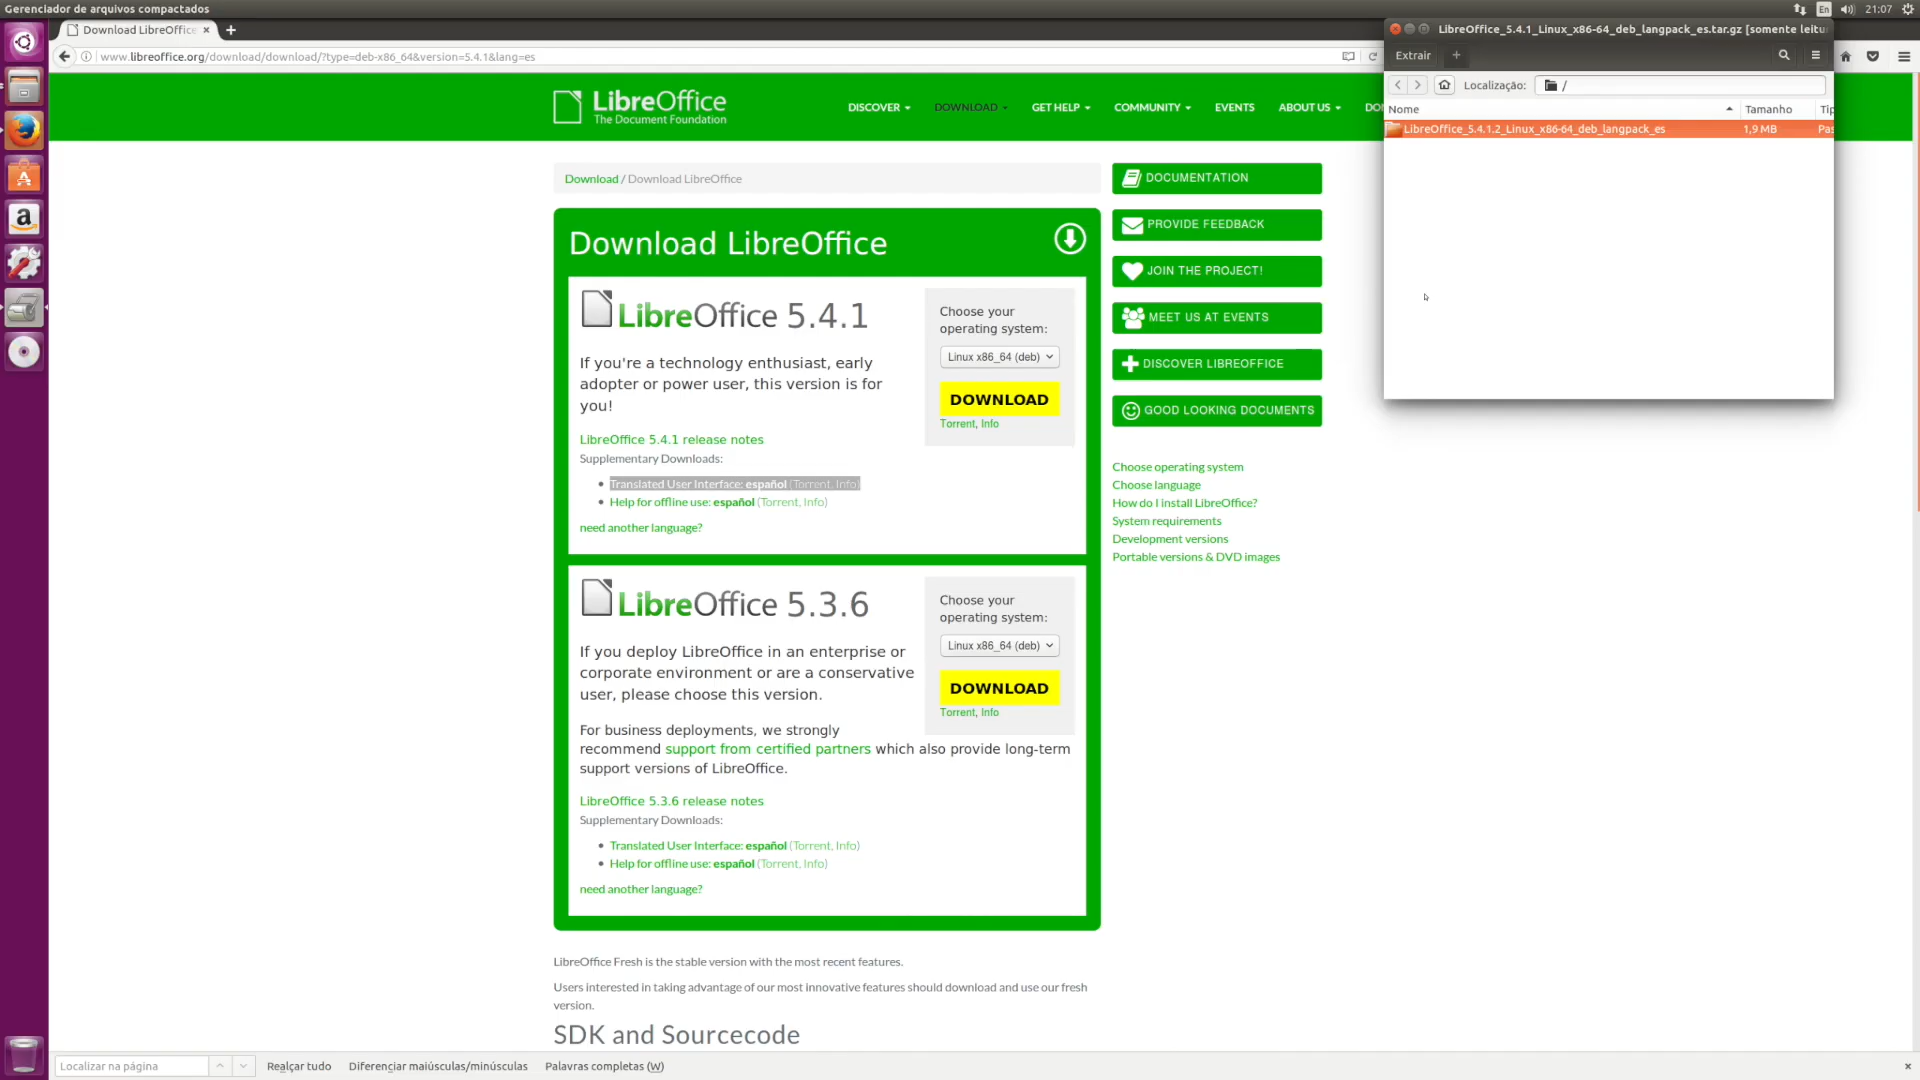 Gerenciador de arquivos compactados
En
21:07
Download LibreOffice
www.libreoffice.org/download/download/?type=deb-x86_64&version=5.4.1&lang=es
LibreOffice
The Document Foundation
DISCOVER
DOWNLOAD
GET HELP
COMMUNITY
EVENTS
ABOUT US
Download / Download LibreOffice
Download LibreOffice
LibreOffice 5.4.1
If you're a technology enthusiast, early
adopter or power user, this version is for
you!
LibreOffice 5.4.1 release notes
Supplementary Downloads:
Translated User Interface: español (Torrent, Info)
Help for offline use: español (Torrent, Info)
need another language?
Choose your
operating system:
Linux x86_64 (deb)
DOWNLOAD
Torrent, Info
LibreOffice 5.3.6
If you deploy LibreOffice in an enterprise or
corporate environment or are a conservative
user, please choose this version.
For business deployments, we strongly
recommend support from certified partners which also provide long-term
support versions of LibreOffice.
LibreOffice 5.3.6 release notes
Supplementary Downloads:
Translated User Interface: español (Torrent, Info)
Help for offline use: español (Torrent, Info)
need another language?
Choose your
operating system:
Linux x86_64 (deb)
DOWNLOAD
Torrent, Info
LibreOffice Fresh is the stable version with the most recent features.
Users interested in taking advantage of our most innovative features should download and use our fresh
version.
SDK and Sourcecode
DOCUMENTATION
PROVIDE FEEDBACK
JOIN THE PROJECT!
MEET US AT EVENTS
DISCOVER LIBREOFFICE
GOOD LOOKING DOCUMENTS
Choose operating system
Choose language
How do I install LibreOffice?
System requirements
Development versions
Portable versions & DVD images
LibreOffice_5.4.1_Linux_x86-64_deb_langpack_es.tar.gz [somente leitu
Extrair
Localização:
/
Nome
Tamanho
Tip
LibreOffice_5.4.1.2_Linux_x86-64_deb_langpack_es
1,9 MB
Pas
Localizar na página
Realçar tudo
Diferenciar maiúsculas/minúsculas
Palavras completas (W)